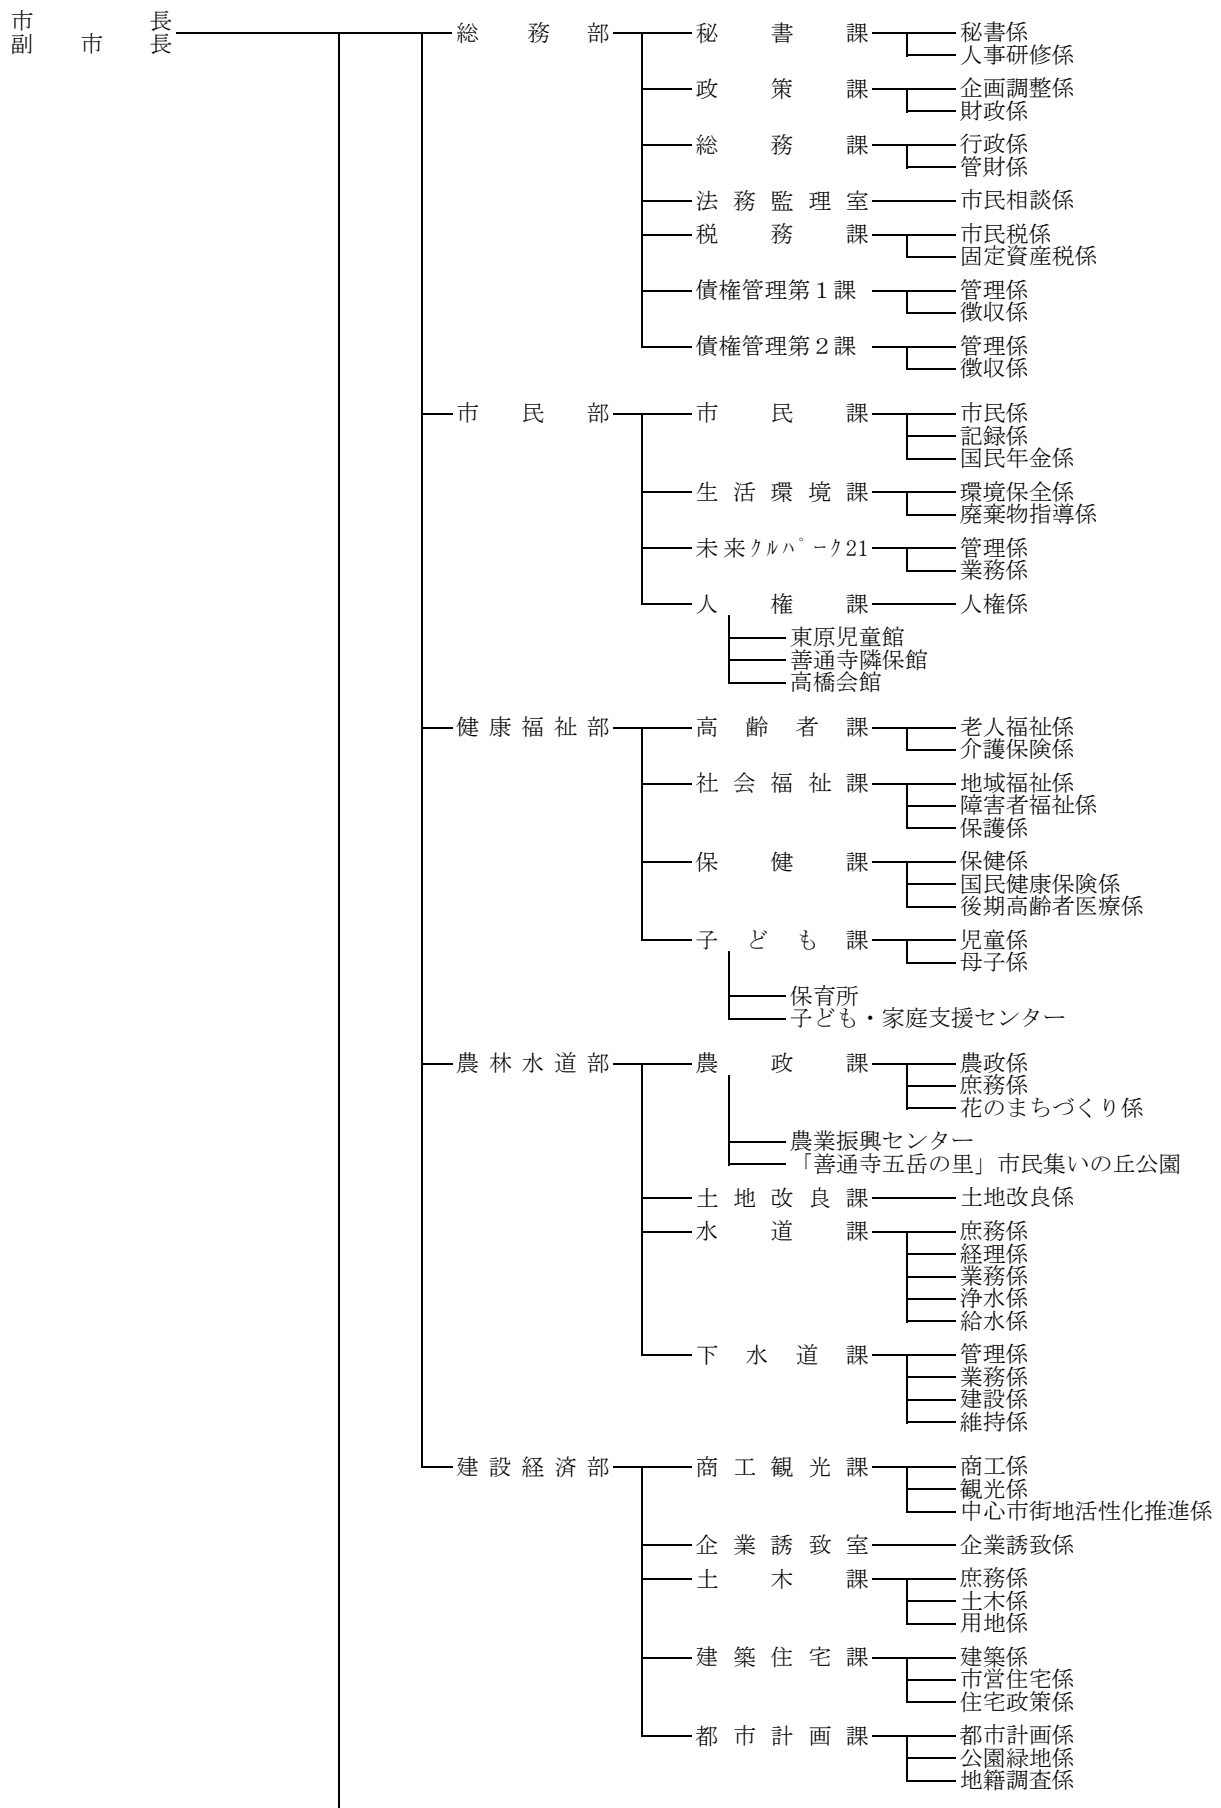 市長
副市長
総務部 秘書課 秘書係
人事研修係
政策課 企画調整係
財政係
総務課 行政係
管財係
法務監理室 市民相談係
税務課 市民税係
固定資産税係
債権管理第１課 管理係
徴収係
債権管理第２課 管理係
徴収係
市民部 市民課 市民係
記録係
国民年金係
生活環境課 環境保全係
廃棄物指導係
未来ｸﾙﾊﾟｰｸ21 管理係
業務係
人権課 人権係
東原児童館
善通寺隣保館
高橋会館
健康福祉部 高齢者課 老人福祉係
介護保険係
社会福祉課 地域福祉係
障害者福祉係
保護係
保健課 保健係
国民健康保険係
後期高齢者医療係
子ども課 児童係
母子係
保育所
子ども・家庭支援センター
農林水道部 農政課 農政係
庶務係
花のまちづくり係
農業振興センター
「善通寺五岳の里」市民集いの丘公園
土地改良課 土地改良係
水道課 庶務係
経理係
業務係
浄水係
給水係
下水道課 管理係
業務係
建設係
維持係
建設経済部 商工観光課 商工係
観光係
中心市街地活性化推進係
企業誘致室 企業誘致係
土木課 庶務係
土木係
用地係
建築住宅課 建築係
市営住宅係
住宅政策係
都市計画課 都市計画係
公園緑地係
地籍調査係